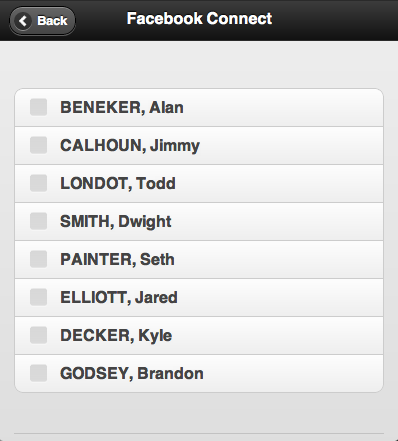 Back
Facebook Connect
BENEKER, Alan
CALHOUN, Jimmy
LONDOT, Todd
SMITH, Dwight
PAINTER, Seth
ELLIOTT, Jared
DECKER, Kyle
GODSEY, Brandon